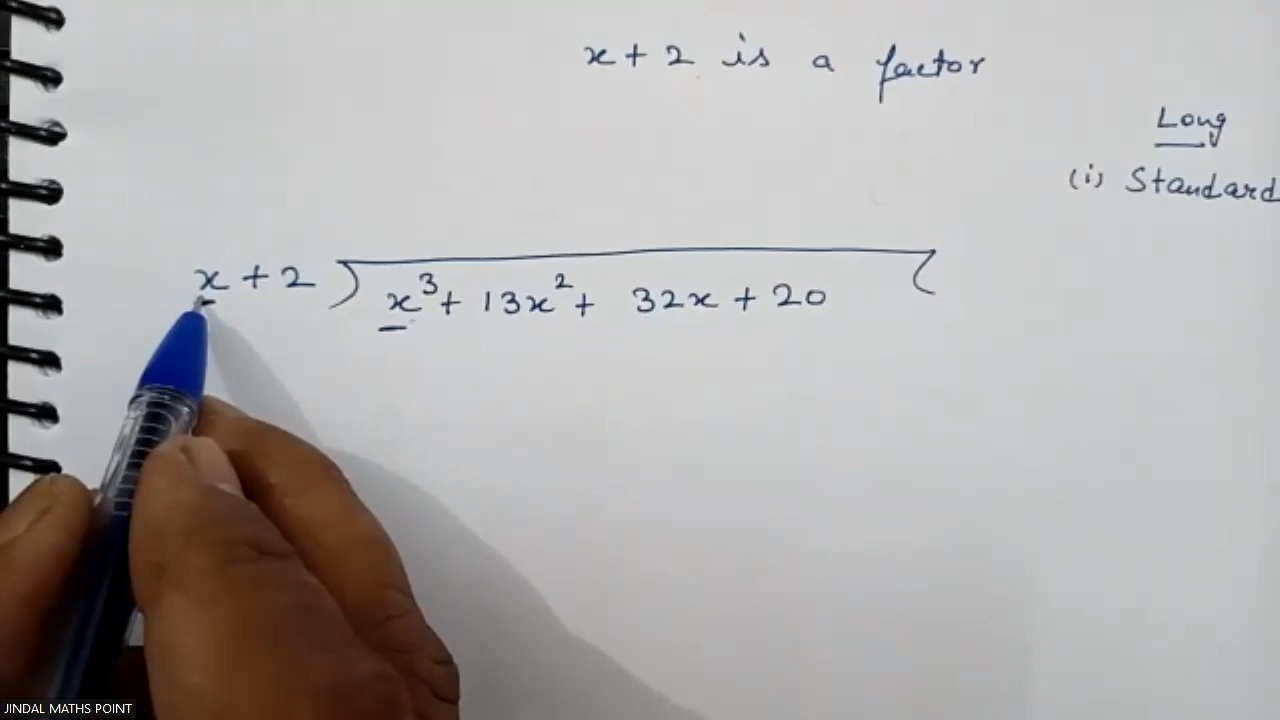 x + 2 is a factor
Long
(i) Standard
x + 2 ) x³ + 13x² + 32x + 20 (
JINDAL MATHS POINT